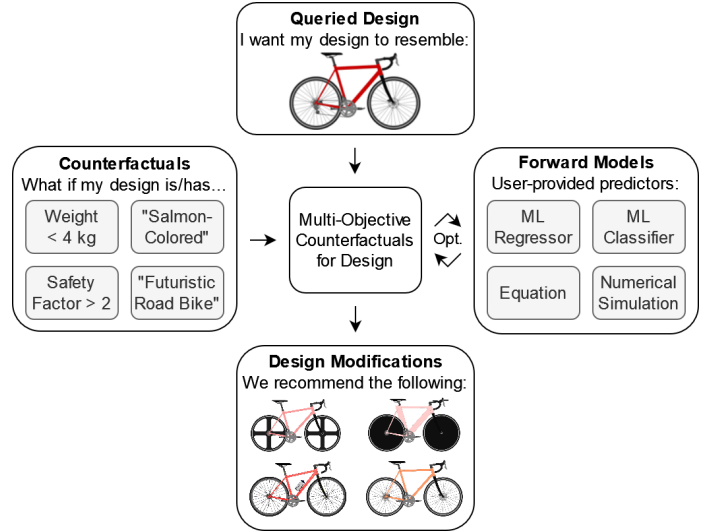 Queried Design
I want my design to resemble:
Counterfactuals
What if my design is/has...
Weight
< 4 kg
"Salmon-
Colored"
Safety
Factor > 2
"Futuristic
Road Bike"
Multi-Objective
Counterfactuals
for Design
Opt.
Forward Models
User-provided predictors:
ML
Regressor
ML
Classifier
Equation
Numerical
Simulation
Design Modifications
We recommend the following: